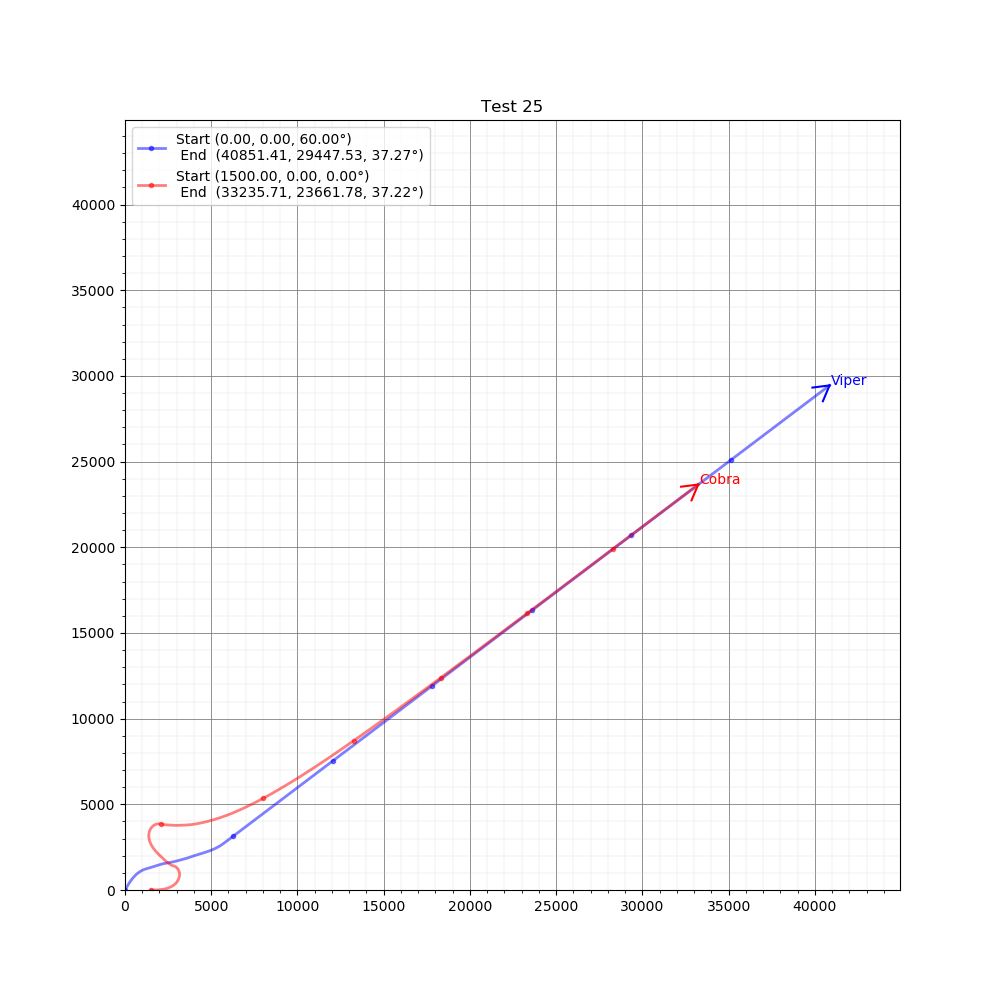 Test 25
Start (0.00, 0.00, 60.00°)
End (40851.41, 29447.53, 37.27°)
Start (1500.00, 0.00, 0.00°)
End (33235.71, 23661.78, 37.22°)
40000
35000
30000
25000
20000
15000
10000
5000
0
Viper
Cobra
0 5000 10000 15000 20000 25000 30000 35000 40000